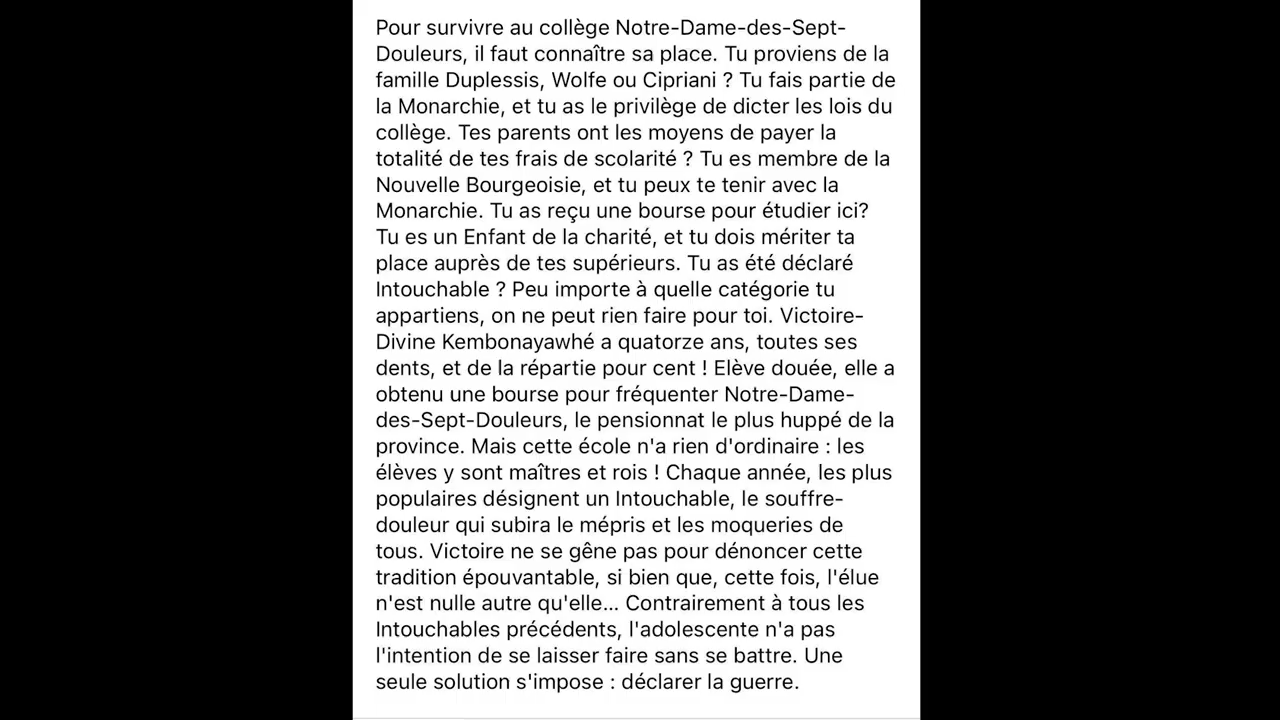 Pour survivre au collège Notre-Dame-des-Sept-
Douleurs, il faut connaître sa place. Tu proviens de la
famille Duplessis, Wolfe ou Cipriani ? Tu fais partie de
la Monarchie, et tu as le privilège de dicter les lois du
collège. Tes parents ont les moyens de payer la
totalité de tes frais de scolarité ? Tu es membre de la
Nouvelle Bourgeoisie, et tu peux te tenir avec la
Monarchie. Tu as reçu une bourse pour étudier ici?
Tu es un Enfant de la charité, et tu dois mériter ta
place auprès de tes supérieurs. Tu as été déclaré
Intouchable ? Peu importe à quelle catégorie tu
appartiens, on ne peut rien faire pour toi. Victoire-
Divine Kembonayawhé a quatorze ans, toutes ses
dents, et de la répartie pour cent ! Elève douée, elle a
obtenu une bourse pour fréquenter Notre-Dame-
des-Sept-Douleurs, le pensionnat le plus huppé de la
province. Mais cette école n'a rien d'ordinaire : les
élèves y sont maîtres et rois ! Chaque année, les plus
populaires désignent un Intouchable, le souffre-
douleur qui subira le mépris et les moqueries de
tous. Victoire ne se gêne pas pour dénoncer cette
tradition épouvantable, si bien que, cette fois, l'élue
n'est nulle autre qu'elle... Contrairement à tous les
Intouchables précédents, l'adolescente n'a pas
l'intention de se laisser faire sans se battre. Une
seule solution s'impose : déclarer la guerre.